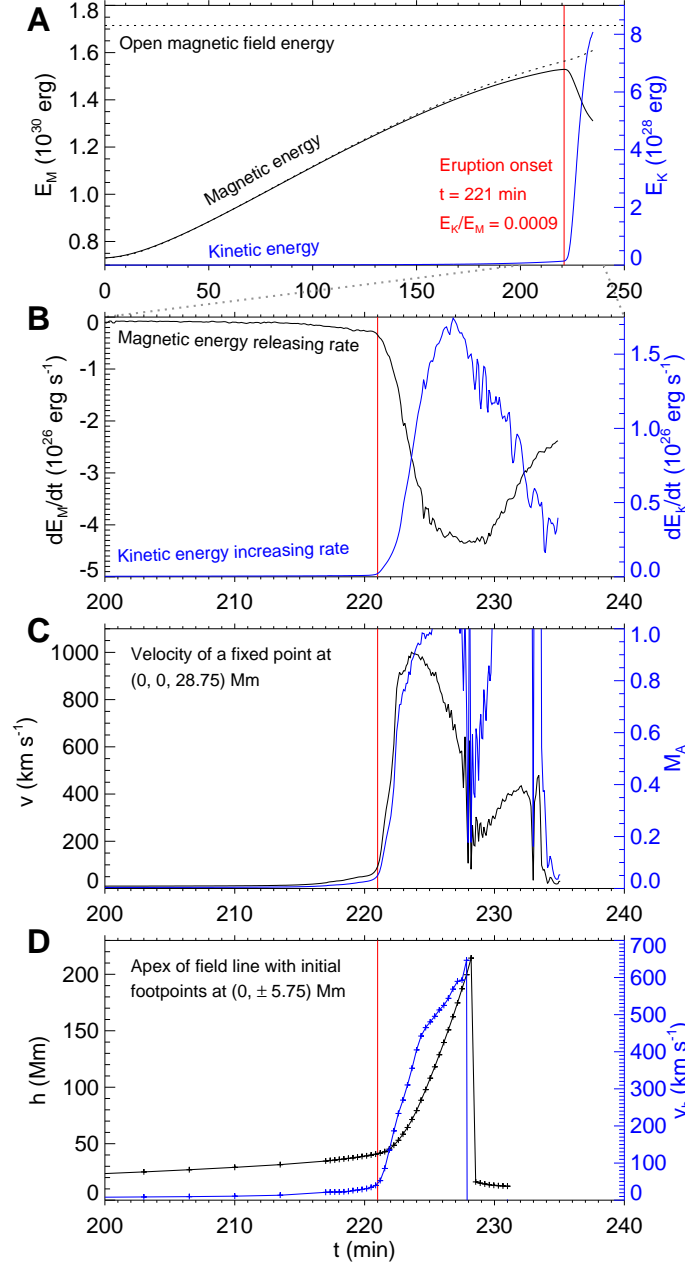 A
1.8
1.6
1.4
1.2
1.0
0.8
E_M (10^30 erg)
Open magnetic field energy
Magnetic energy
Kinetic energy
Eruption onset
t = 221 min
E_K/E_M = 0.0009
8
6
4
2
0
E_K (10^28 erg)
0 50 100 150 200 250
B
0
-1
-2
-3
-4
-5
dE_M/dt (10^26 erg s^-1)
Magnetic energy releasing rate
Kinetic energy increasing rate
1.5
1.0
0.5
0.0
dE_K/dt (10^26 erg s^-1)
200 210 220 230 240
C
1000
800
600
400
200
0
v (km s^-1)
Velocity of a fixed point at
(0, 0, 28.75) Mm
1.0
0.8
0.6
0.4
0.2
0.0
M_A
200 210 220 230 240
D
200
150
100
50
0
h (Mm)
Apex of field line with initial
footpoints at (0, ± 5.75) Mm
700
600
500
400
300
200
100
0
v_h (km s^-1)
200 210 220 230 240
t (min)